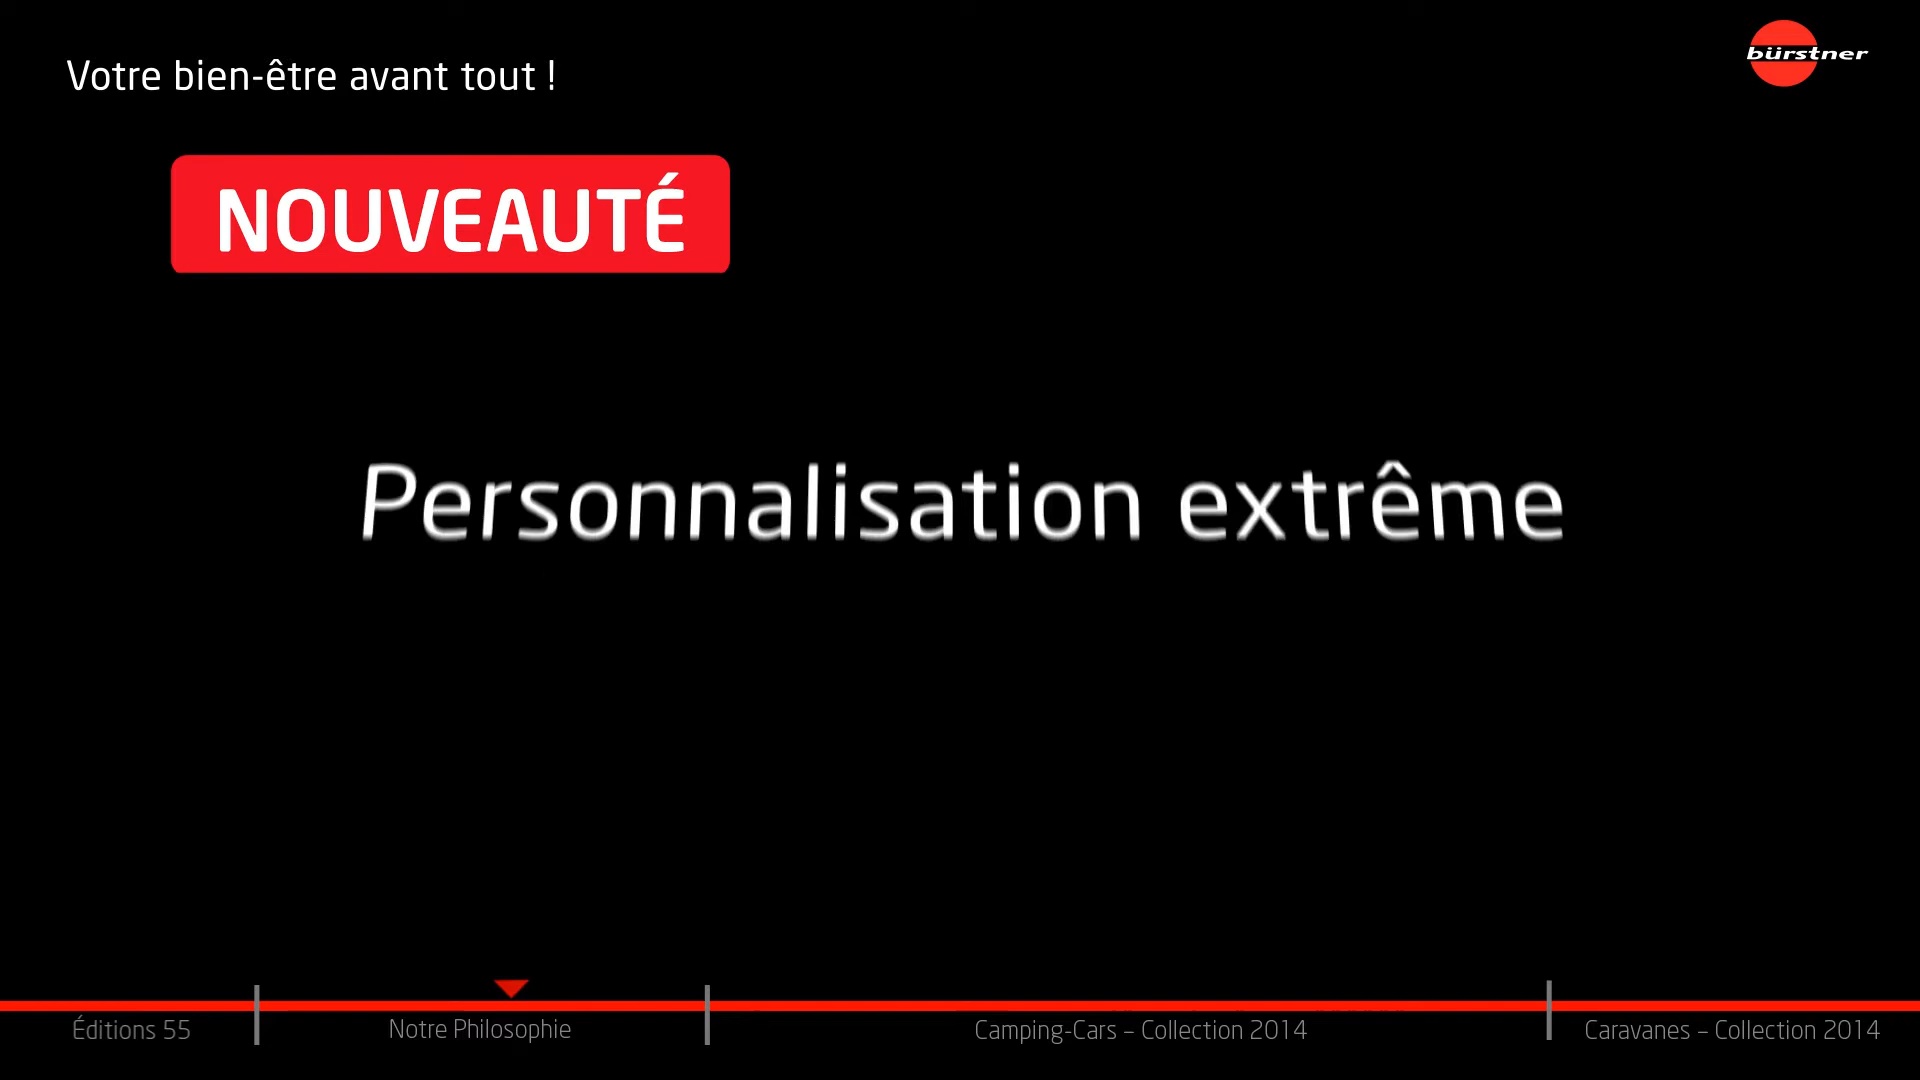 Votre bien-être avant tout !
bürstner
NOUVEAUTÉ
Personnalisation extrême
Éditions 55
Notre Philosophie
Camping-Cars – Collection 2014
Caravanes – Collection 2014